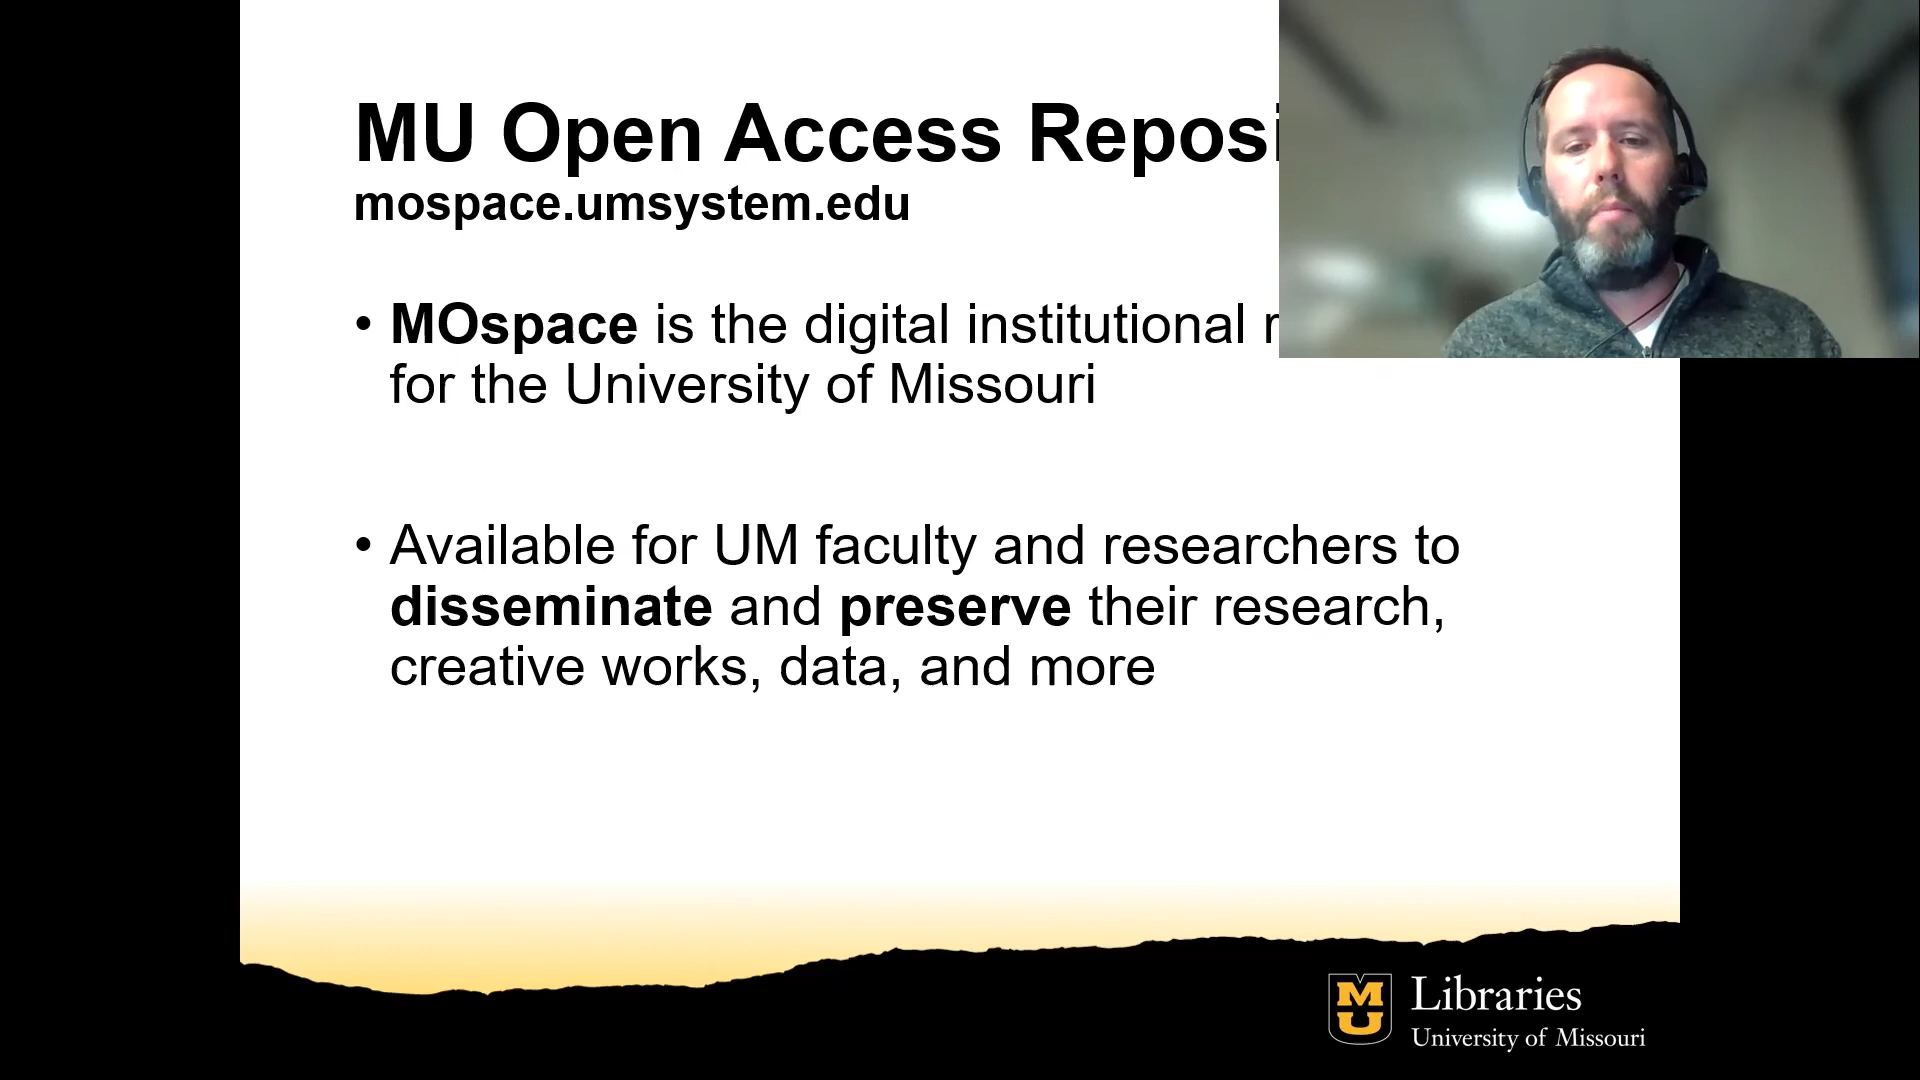 MU Open Access Reposi
mospace.umsystem.edu
• MOspace is the digital institutional r
for the University of Missouri
• Available for UM faculty and researchers to
disseminate and preserve their research,
creative works, data, and more
MU
Libraries
University of Missouri